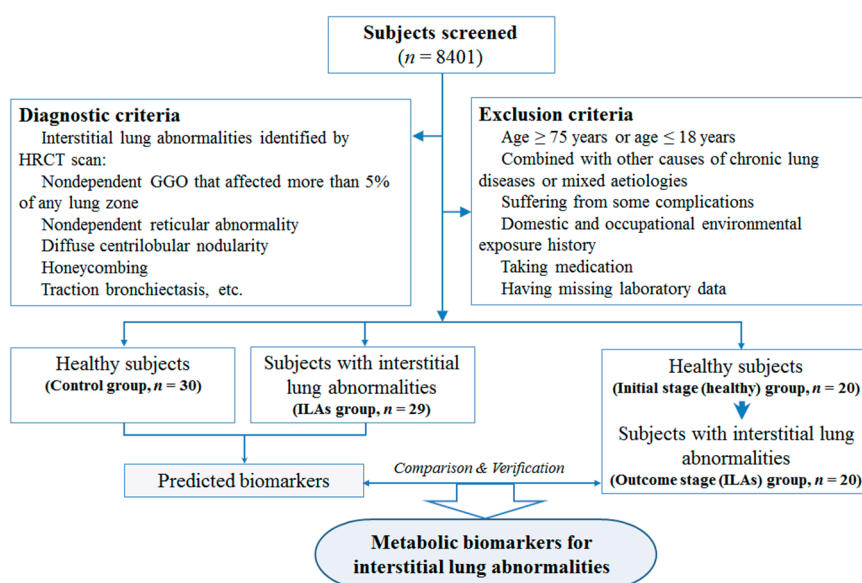 Subjects screened
(n = 8401)
Diagnostic criteria
Interstitial lung abnormalities identified by
HRCT scan:
Nondependent GGO that affected more than 5%
of any lung zone
Nondependent reticular abnormality
Diffuse centrilobular nodularity
Honeycombing
Traction bronchiectasis, etc.
Exclusion criteria
Age ≥ 75 years or age ≤ 18 years
Combined with other causes of chronic lung
diseases or mixed aetiologies
Suffering from some complications
Domestic and occupational environmental
exposure history
Taking medication
Having missing laboratory data
Healthy subjects
(Control group, n = 30)
Subjects with interstitial
lung abnormalities
(ILAs group, n = 29)
Healthy subjects
(Initial stage (healthy) group, n = 20)
Subjects with interstitial lung
abnormalities
(Outcome stage (ILAs) group, n = 20)
Predicted biomarkers
Comparison & Verification
Metabolic biomarkers for
interstitial lung abnormalities